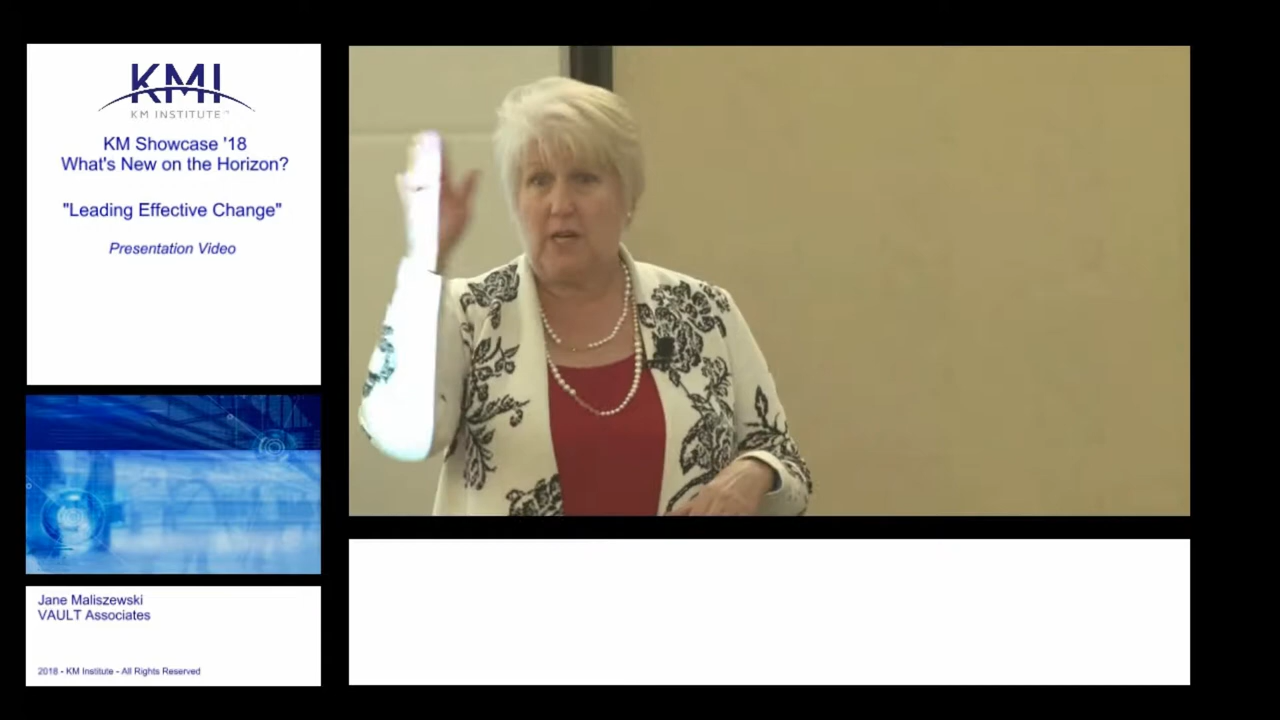 KMI
KM INSTITUTE
KM Showcase '18
What's New on the Horizon?
"Leading Effective Change"
Presentation Video
Jane Maliszewski
VAULT Associates
2018 - KM Institute - All Rights Reserved